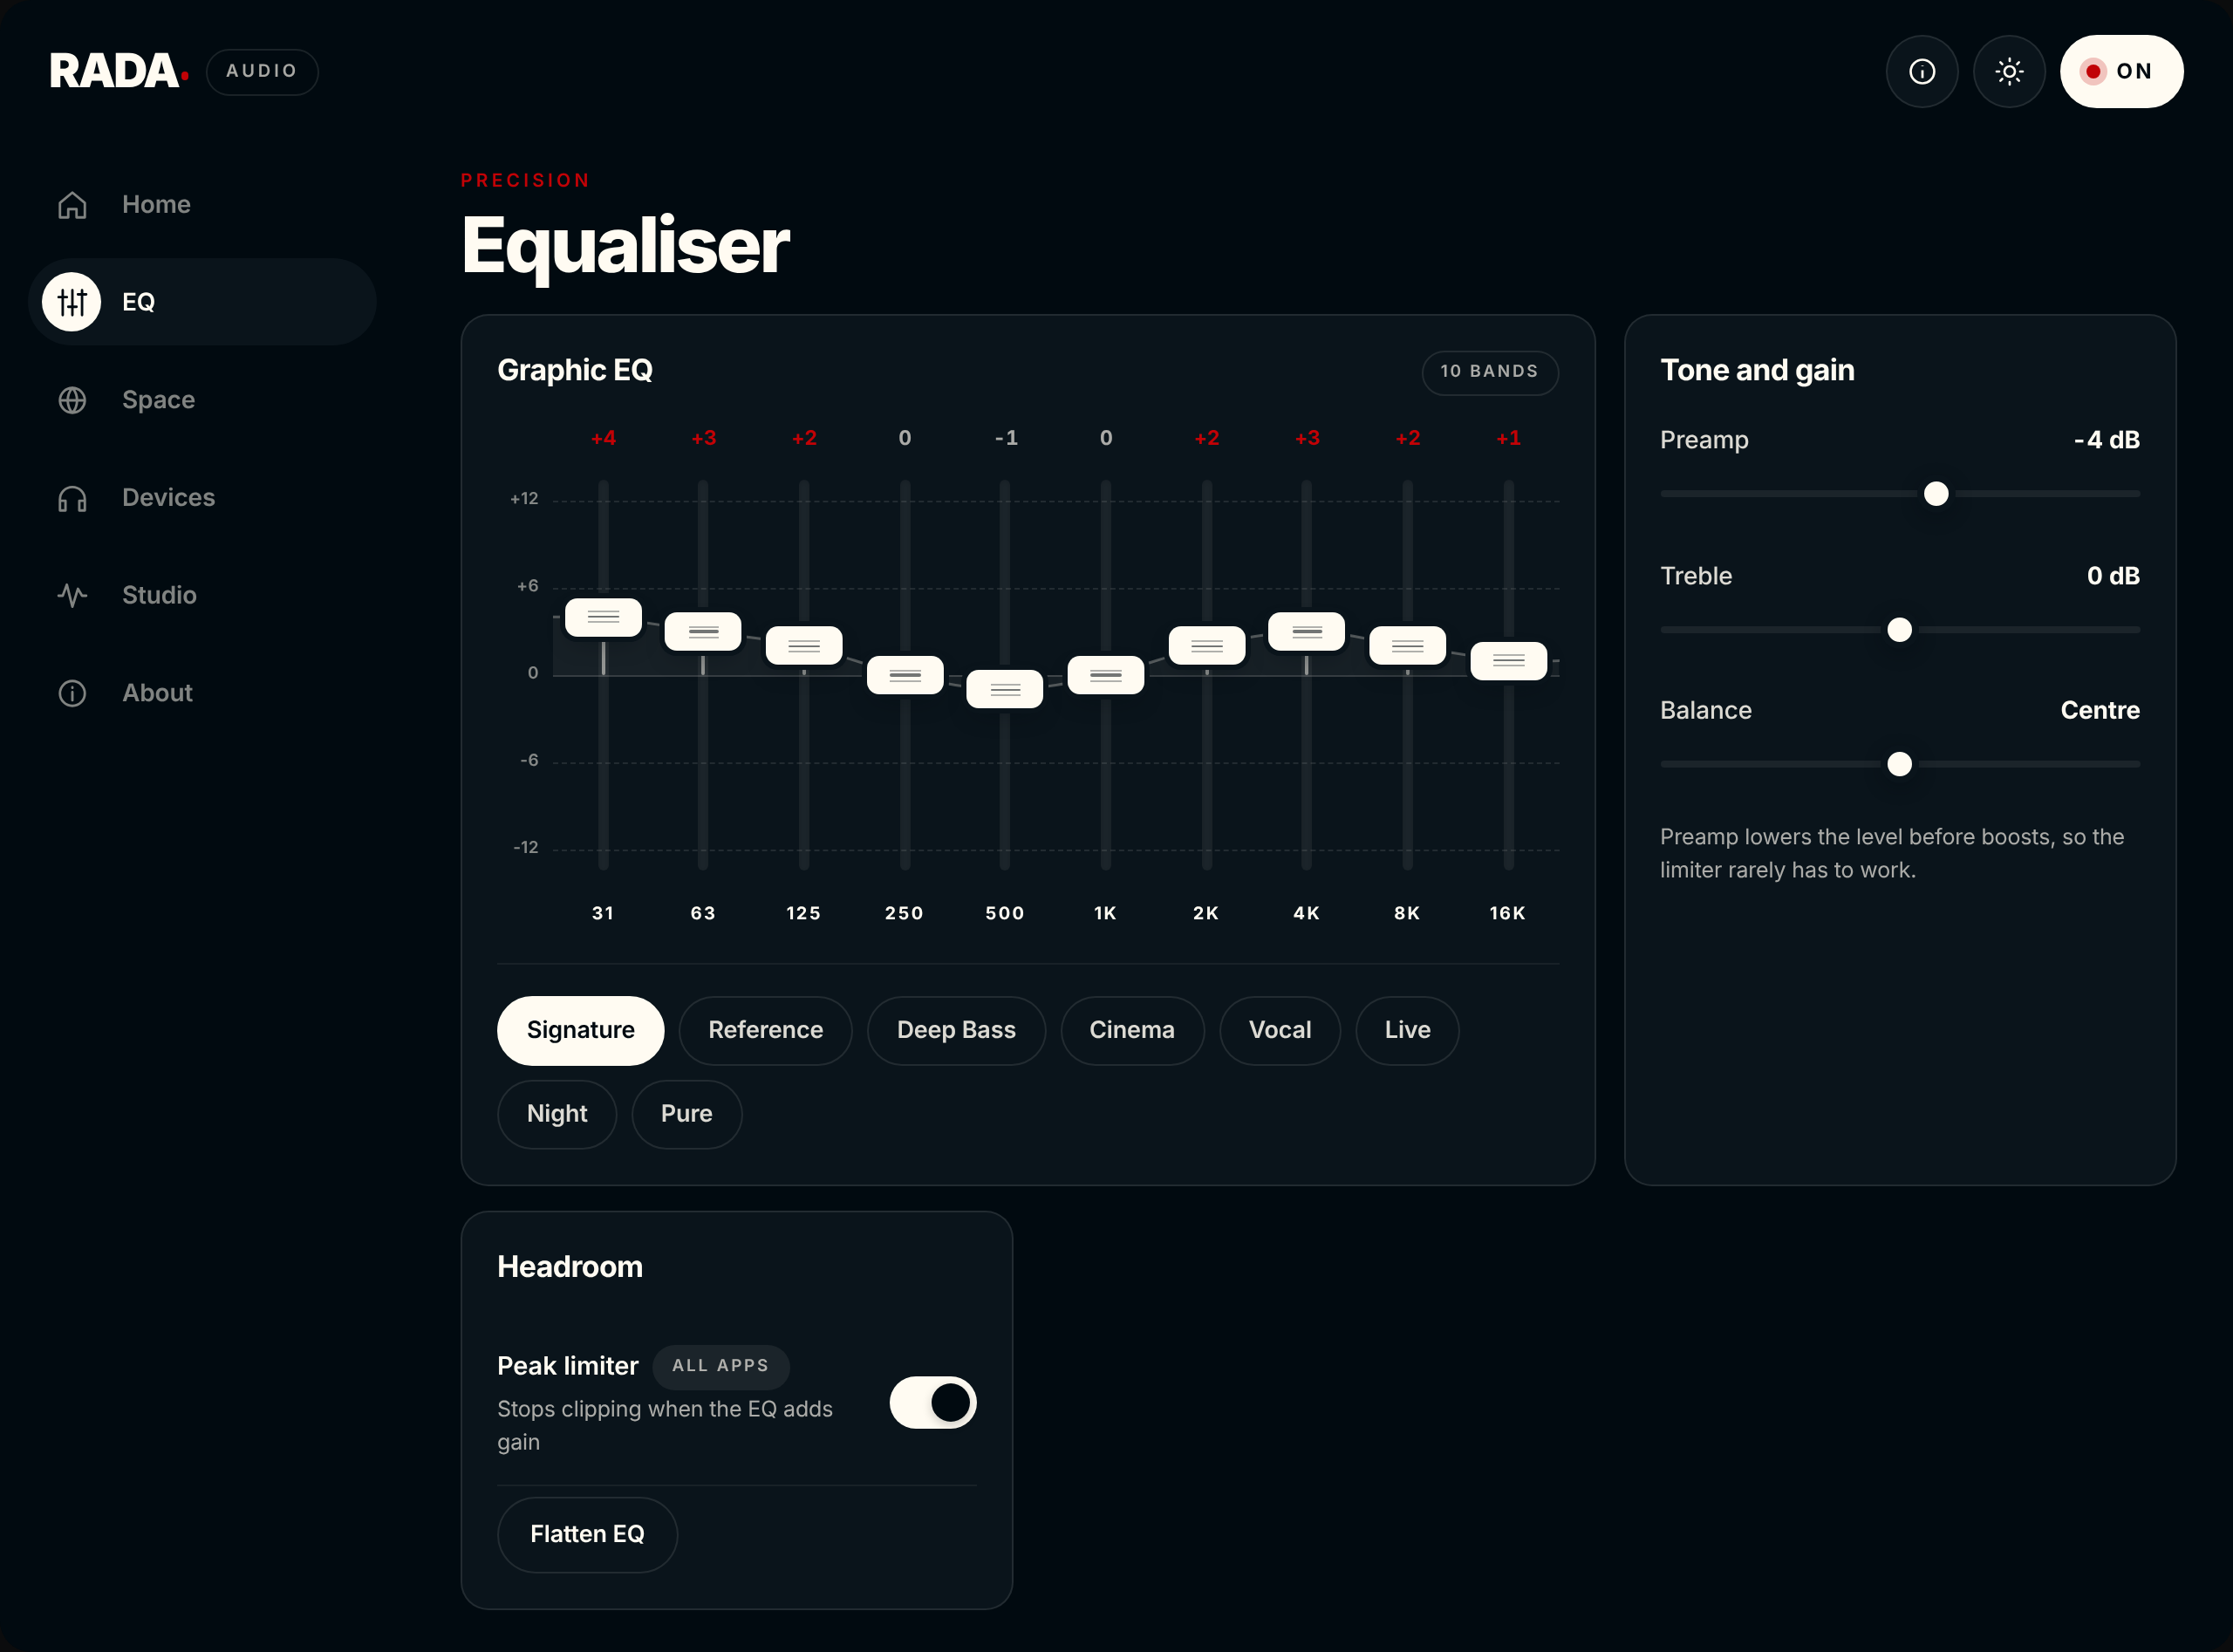 RADA.
AUDIO
ON
Home
EQ
Space
Devices
Studio
About
PRECISION
Equaliser
Graphic EQ
10 BANDS
+4 +3 +2 0 -1 0 +2 +3 +2 +1
+12
+6
0
-6
-12
31 63 125 250 500 1K 2K 4K 8K 16K
Signature Reference Deep Bass Cinema Vocal Live
Night Pure
Tone and gain
Preamp -4 dB
Treble 0 dB
Balance Centre
Preamp lowers the level before boosts, so the
limiter rarely has to work.
Headroom
Peak limiter ALL APPS
Stops clipping when the EQ adds
gain
Flatten EQ